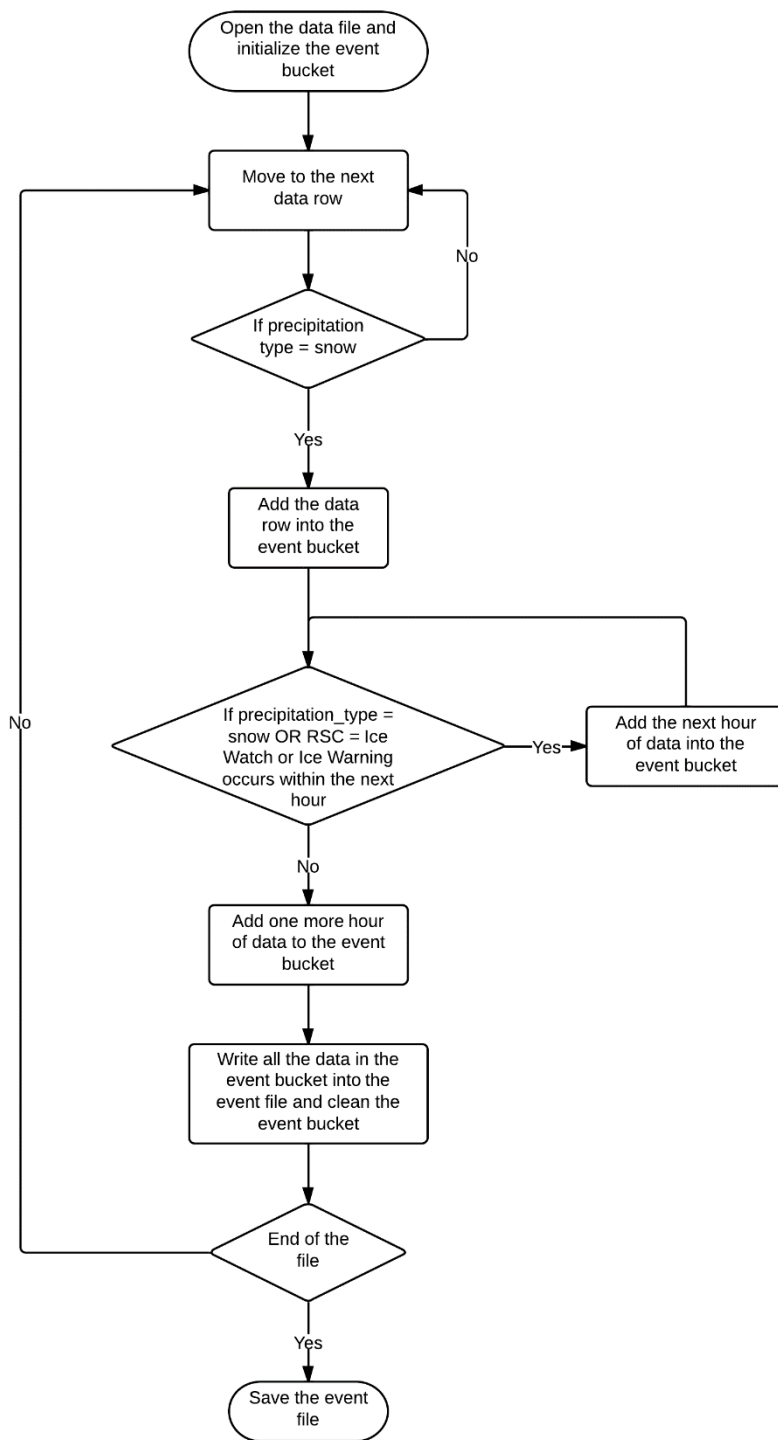 Open the data file and
initialize the event
bucket
Move to the next
data row
No
If precipitation
type = snow
Yes
Add the data
row into the
event bucket
No
If precipitation_type =
snow OR RSC = Ice
Watch or Ice Warning
occurs within the next
hour
Yes
Add the next hour
of data into the
event bucket
No
Add one more hour
of data to the event
bucket
Write all the data in the
event bucket into the
event file and clean the
event bucket
End of the
file
Yes
Save the event
file